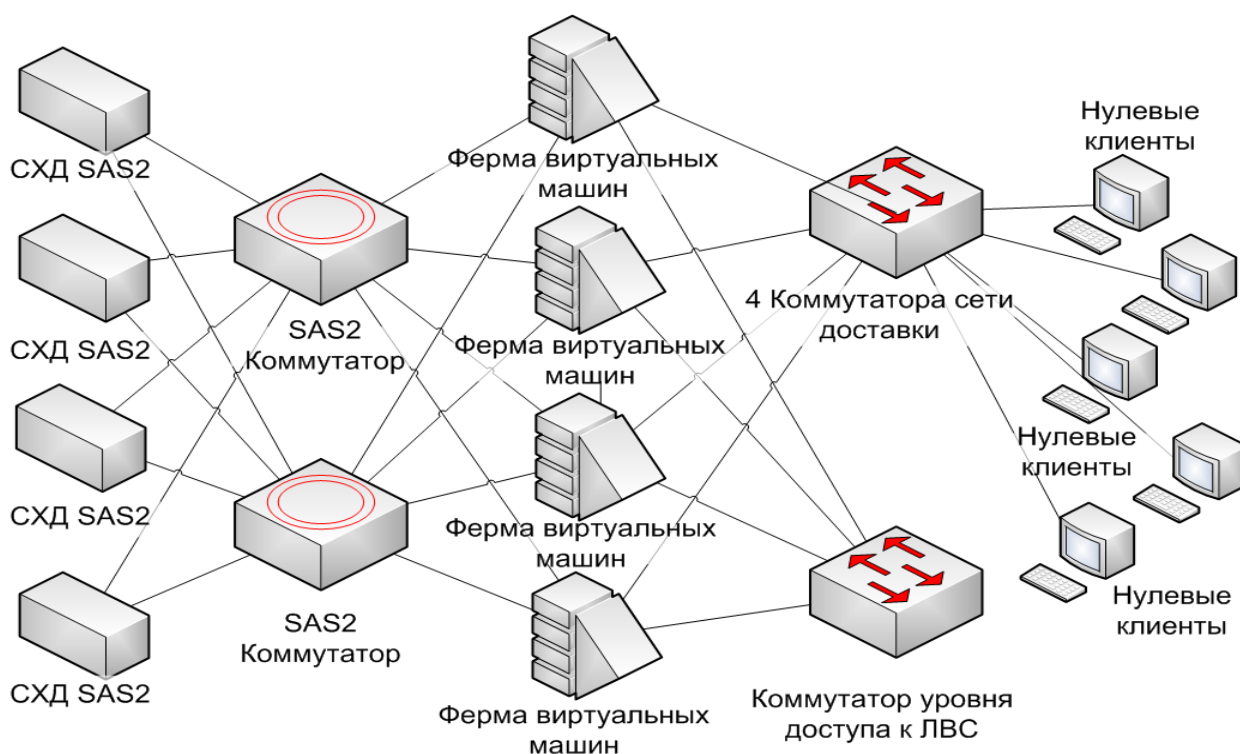 СХД SAS2
СХД SAS2
СХД SAS2
СХД SAS2
SAS2
Коммутатор
SAS2
Коммутатор
Ферма виртуальных
машин
Ферма виртуальных
машин
Ферма виртуальных
машин
Ферма виртуальных
машин
4 Коммутатора сети
доставки
Коммутатор уровня
доступа к ЛВС
Нулевые
клиенты
Нулевые
клиенты
Нулевые
клиенты